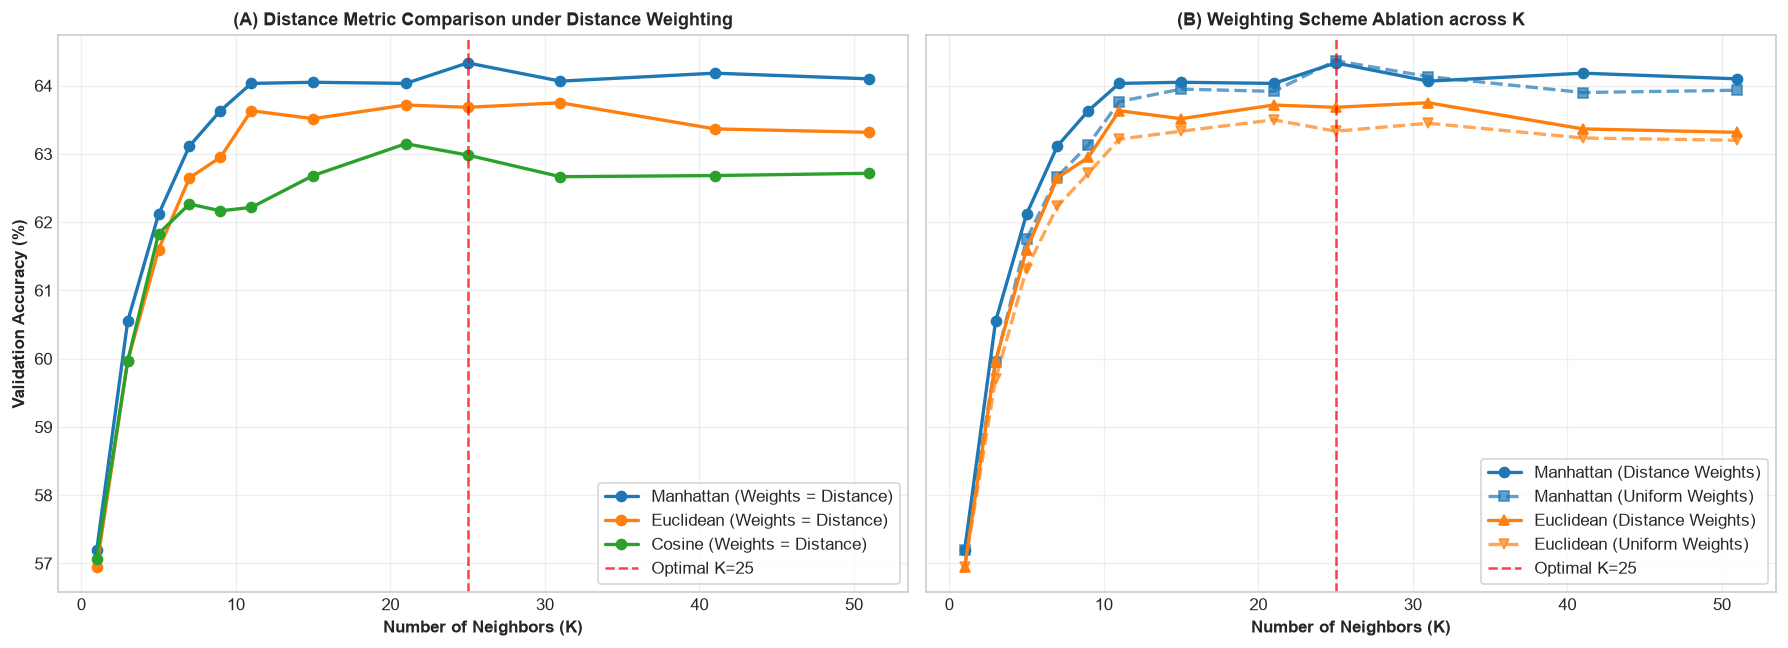 (A) Distance Metric Comparison under Distance Weighting
Validation Accuracy (%)
64
63
62
61
60
59
58
57
0 10 20 30 40 50
Number of Neighbors (K)
Manhattan (Weights = Distance)
Euclidean (Weights = Distance)
Cosine (Weights = Distance)
Optimal K=25
(B) Weighting Scheme Ablation across K
0 10 20 30 40 50
Number of Neighbors (K)
Manhattan (Distance Weights)
Manhattan (Uniform Weights)
Euclidean (Distance Weights)
Euclidean (Uniform Weights)
Optimal K=25